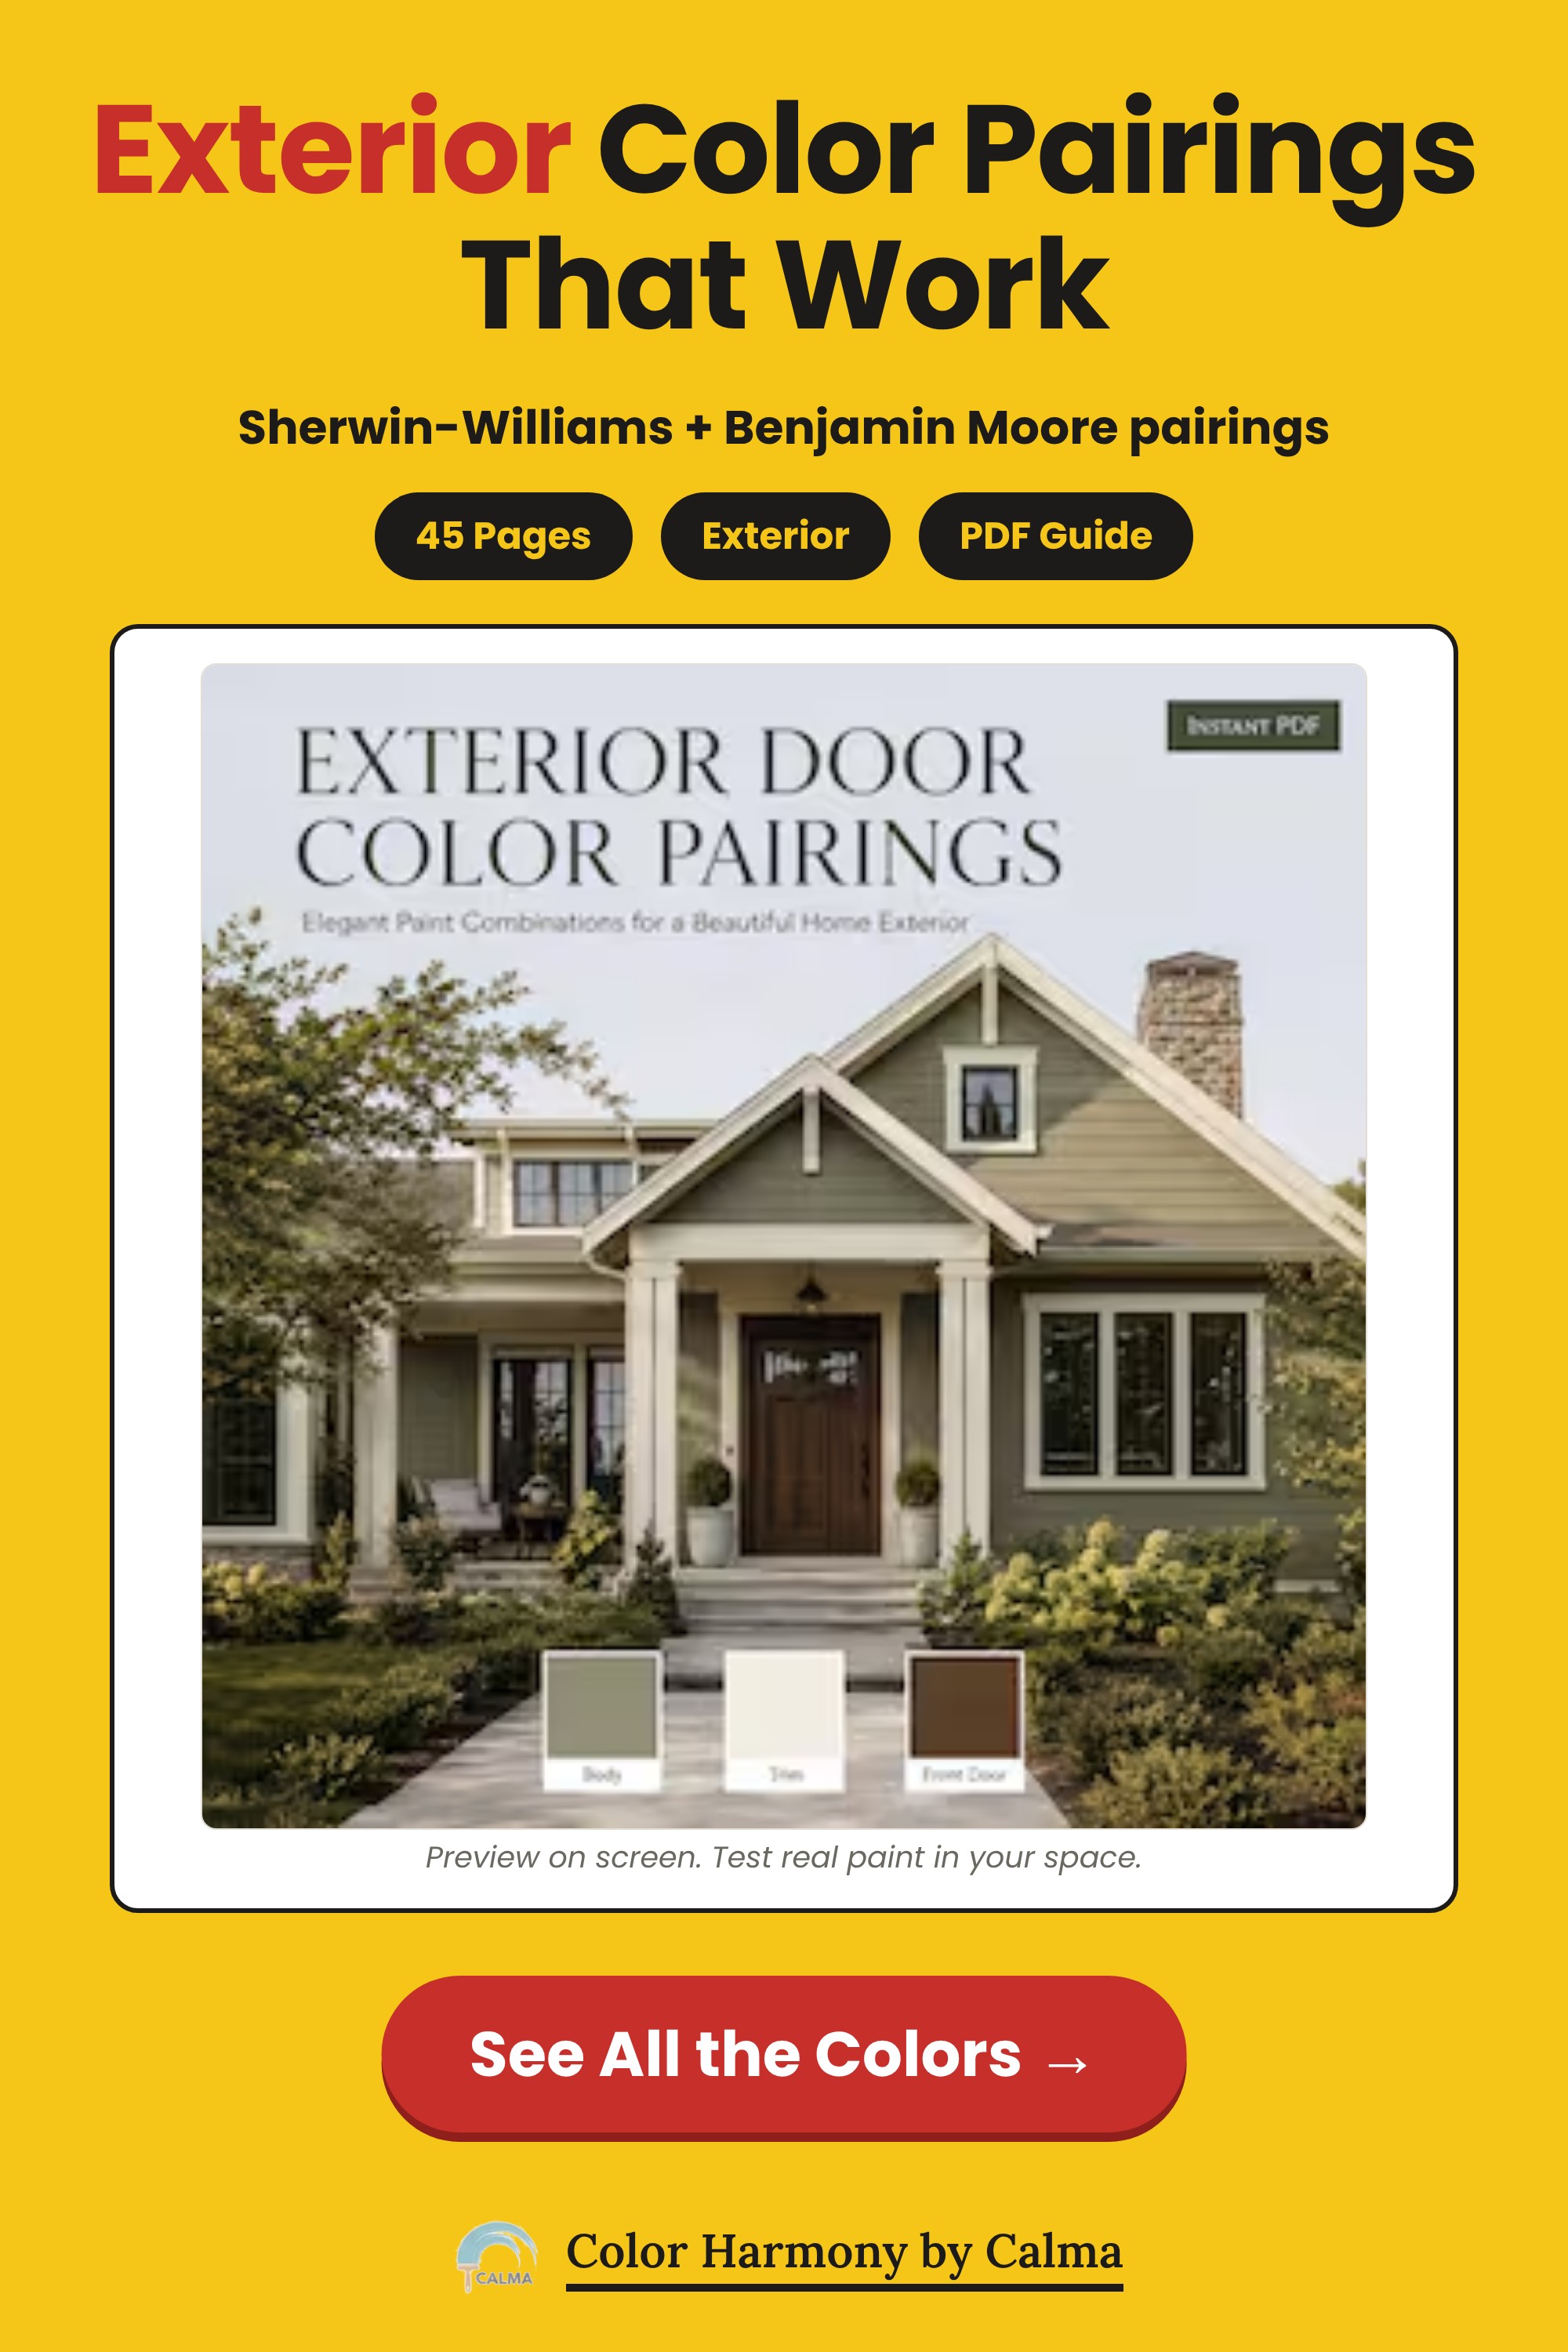 Exterior Color Pairings
That Work
Sherwin-Williams + Benjamin Moore pairings
45 Pages
Exterior
PDF Guide
INSTANT PDF
EXTERIOR DOOR
COLOR PAIRINGS
Elegant Paint Combinations for a Beautiful Home Exterior
Body
Trim
Front Door
Preview on screen. Test real paint in your space.
See All the Colors →
CALMA
Color Harmony by Calma